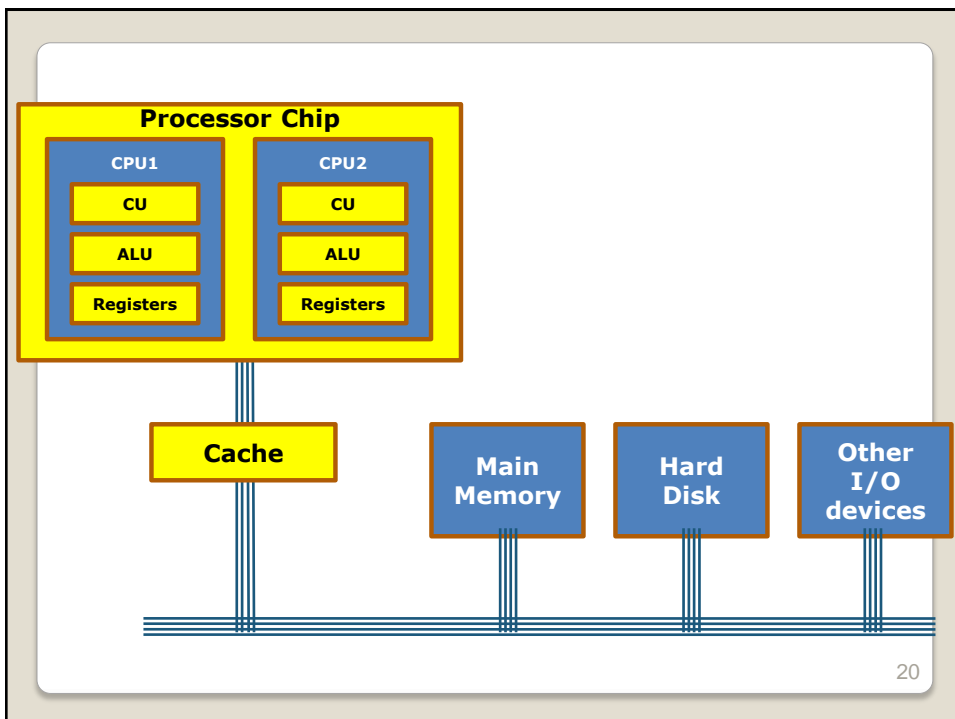 Processor Chip
CPU1
CU
ALU
Registers
CPU2
CU
ALU
Registers
Cache
Main
Memory
Hard
Disk
Other
I/O
devices
20